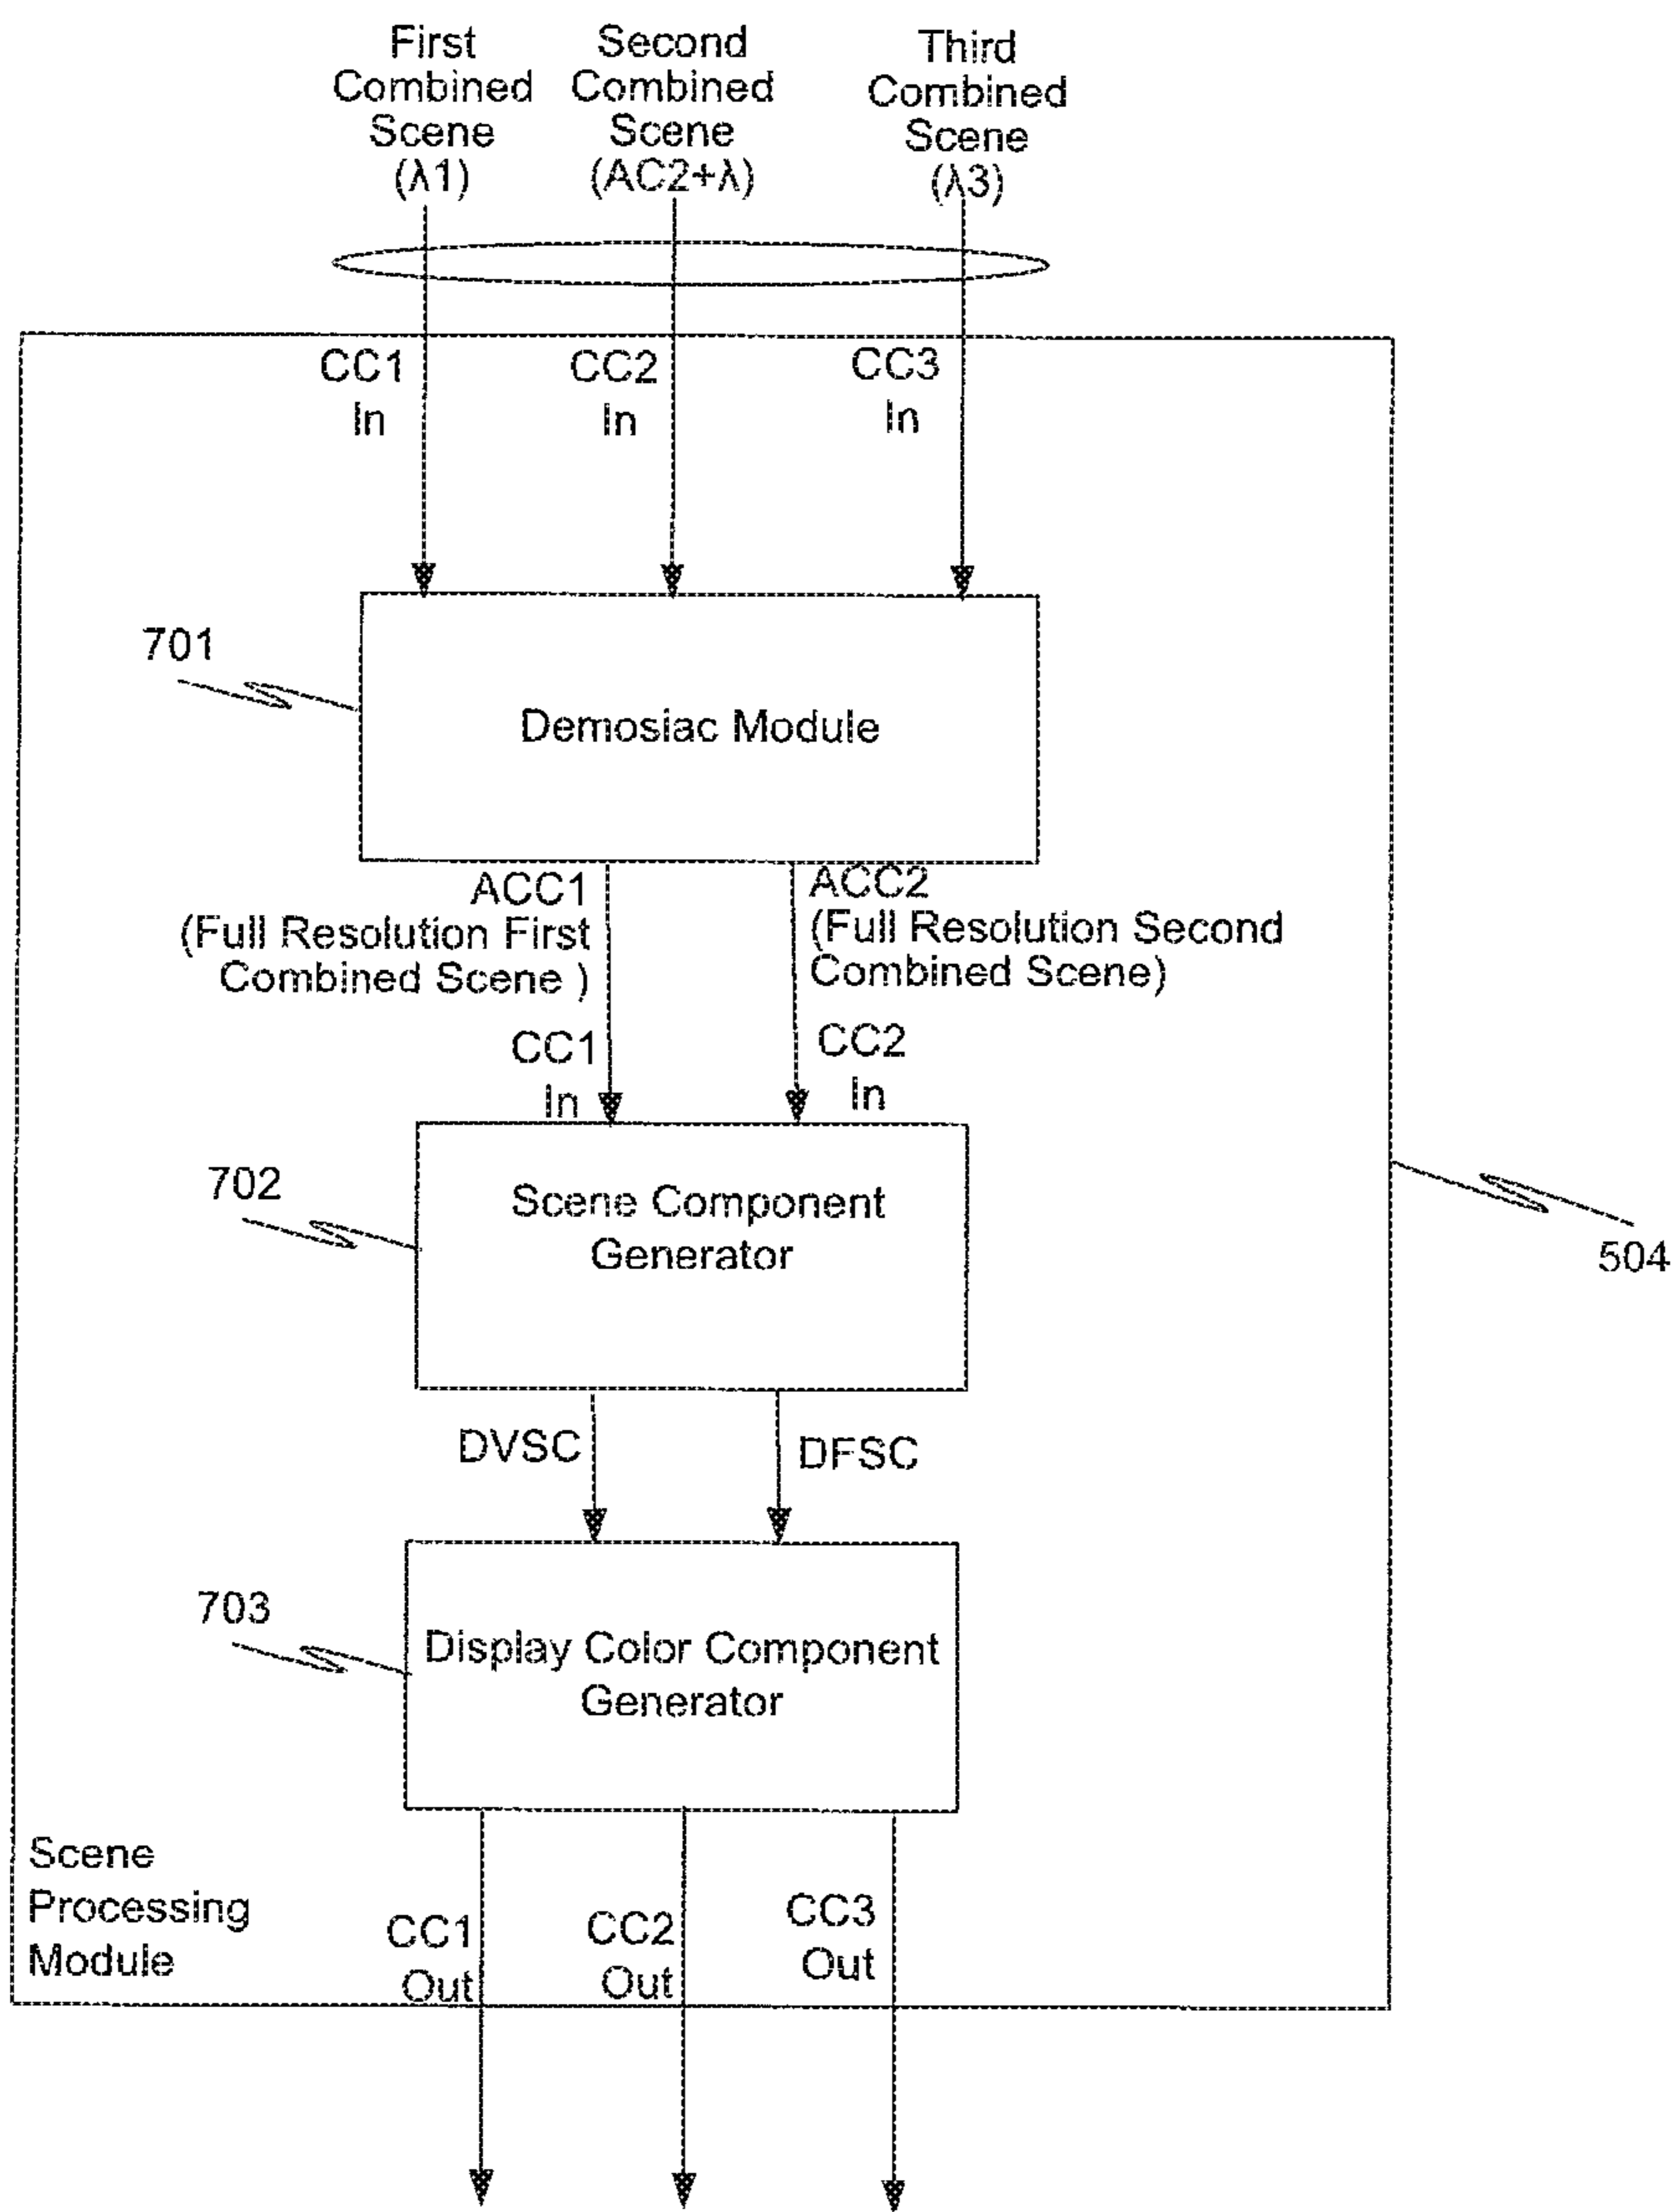 First
Combined
Scene
(λ1)
Second
Combined
Scene
(AC2+λ)
Third
Combined
Scene
(λ3)
CC1
In
CC2
In
CC3
In
701
Demosiac Module
ACC1
(Full Resolution First
Combined Scene )
ACC2
(Full Resolution Second
Combined Scene)
CC1
In
CC2
In
702
Scene Component
Generator
504
DVSC
DFSC
703
Display Color Component
Generator
Scene
Processing
Module
CC1
Out
CC2
Out
CC3
Out